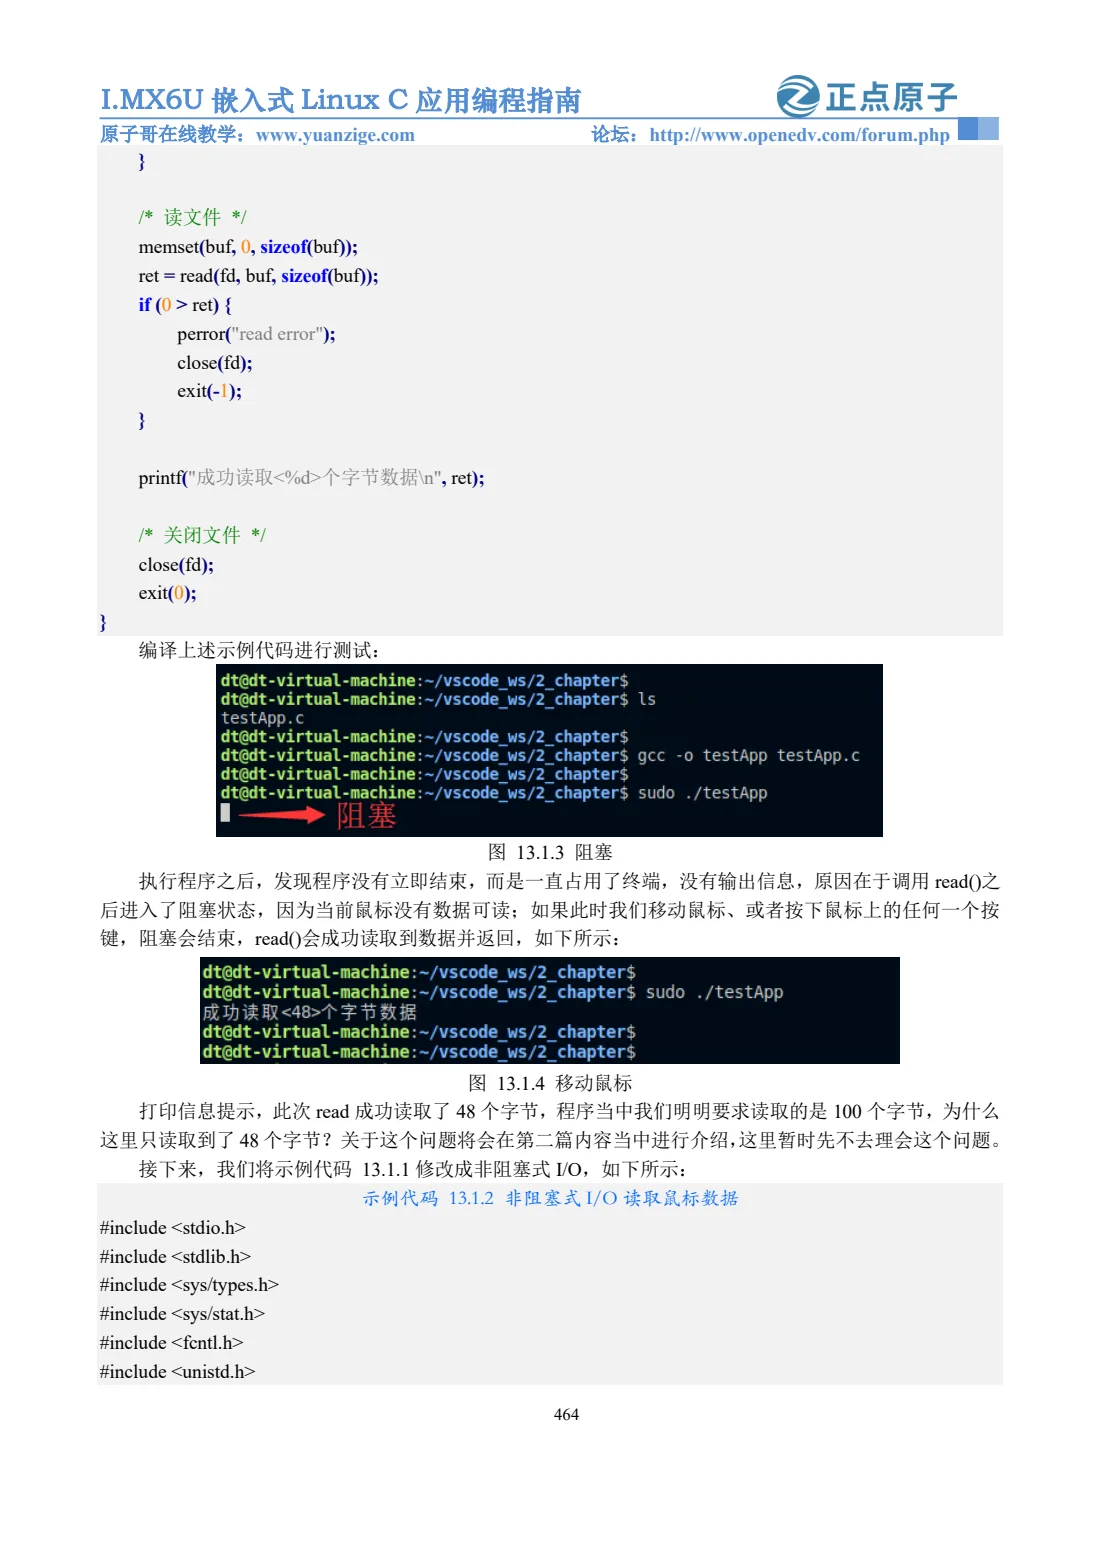 I.MX6U 嵌入式 Linux C 应用编程指南
正点原子
原子哥在线教学：www.yuanzige.com 论坛：http://www.openedv.com/forum.php
}
/* 读文件 */
memset(buf, 0, sizeof(buf));
ret = read(fd, buf, sizeof(buf));
if (0 > ret) {
perror("read error");
close(fd);
exit(-1);
}
printf("成功读取<%d>个字节数据\n", ret);
/* 关闭文件 */
close(fd);
exit(0);
}
编译上述示例代码进行测试：
dt@dt-virtual-machine:~/vscode_ws/2_chapter$
dt@dt-virtual-machine:~/vscode_ws/2_chapter$ ls
testApp.c
dt@dt-virtual-machine:~/vscode_ws/2_chapter$
dt@dt-virtual-machine:~/vscode_ws/2_chapter$ gcc -o testApp testApp.c
dt@dt-virtual-machine:~/vscode_ws/2_chapter$
dt@dt-virtual-machine:~/vscode_ws/2_chapter$ sudo ./testApp
阻塞
图 13.1.3 阻塞
执行程序之后，发现程序没有立即结束，而是一直占用了终端，没有输出信息，原因在于调用 read()之
后进入了阻塞状态，因为当前鼠标没有数据可读；如果此时我们移动鼠标、或者按下鼠标上的任何一个按
键，阻塞会结束，read()会成功读取到数据并返回，如下所示：
dt@dt-virtual-machine:~/vscode_ws/2_chapter$
dt@dt-virtual-machine:~/vscode_ws/2_chapter$ sudo ./testApp
成功读取<48>个字节数据
dt@dt-virtual-machine:~/vscode_ws/2_chapter$
dt@dt-virtual-machine:~/vscode_ws/2_chapter$
图 13.1.4 移动鼠标
打印信息提示，此次 read 成功读取了 48 个字节，程序当中我们明明要求读取的是 100 个字节，为什么
这里只读取到了 48 个字节？关于这个问题将会在第二篇内容当中进行介绍，这里暂时先不去理会这个问题。
接下来，我们将示例代码 13.1.1 修改成非阻塞式 I/O，如下所示：
示例代码 13.1.2 非阻塞式 I/O 读取鼠标数据
#include <stdio.h>
#include <stdlib.h>
#include <sys/types.h>
#include <sys/stat.h>
#include <fcntl.h>
#include <unistd.h>
464